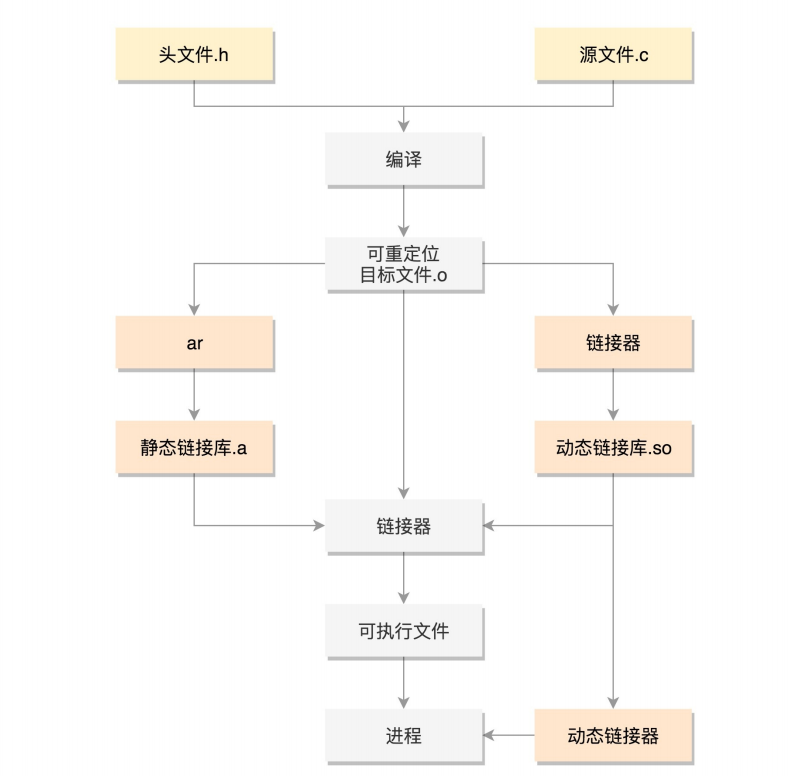 头文件.h
源文件.c
编译
可重定位
目标文件.o
ar
链接器
静态链接库.a
动态链接库.so
链接器
可执行文件
进程
动态链接器